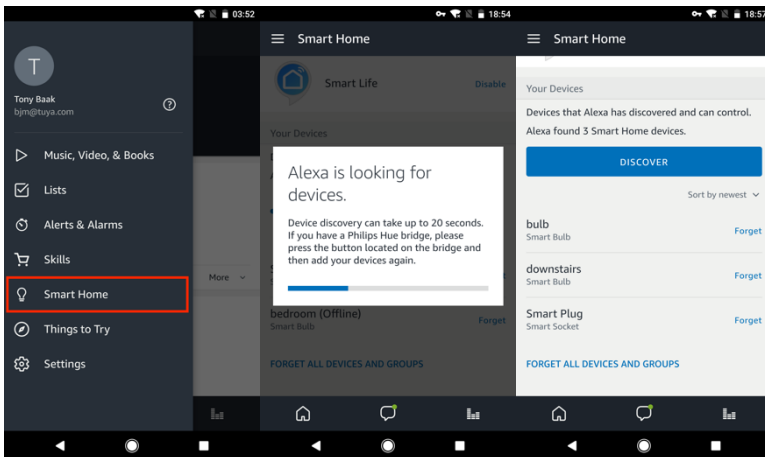 03:52
T
Tony Baak
bjm@tuya.com
Music, Video, & Books
Lists
Alerts & Alarms
Skills
More
Smart Home
Things to Try
Settings
18:54
Smart Home
Smart Life
Disable
Your Devices
Alexa is looking for
devices.
Device discovery can take up to 20 seconds.
If you have a Philips Hue bridge, please
press the button located on the bridge and
then add your devices again.
bedroom (Offline)
Smart Bulb
Forget
FORGET ALL DEVICES AND GROUPS
18:57
Smart Home
Your Devices
Devices that Alexa has discovered and can control.
Alexa found 3 Smart Home devices.
DISCOVER
Sort by newest
bulb
Smart Bulb
Forget
downstairs
Smart Bulb
Forget
Smart Plug
Smart Socket
Forget
FORGET ALL DEVICES AND GROUPS